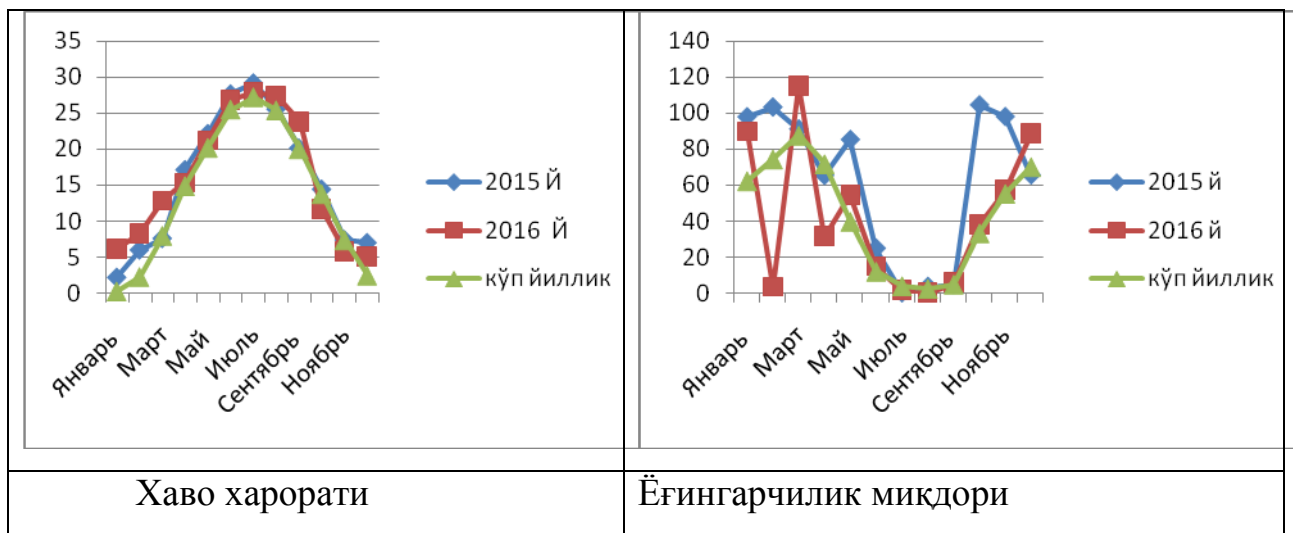 35
30
25
20
15
10
5
0
Январь
Март
Май
Июль
Сентябрь
Ноябрь
2015 Й
2016 Й
кўп йиллик
140
120
100
80
60
40
20
0
Январь
Март
Май
Июль
Сентябрь
Ноябрь
2015 й
2016 й
кўп йиллик
Хаво харорати
Ёғингарчилик миқдори